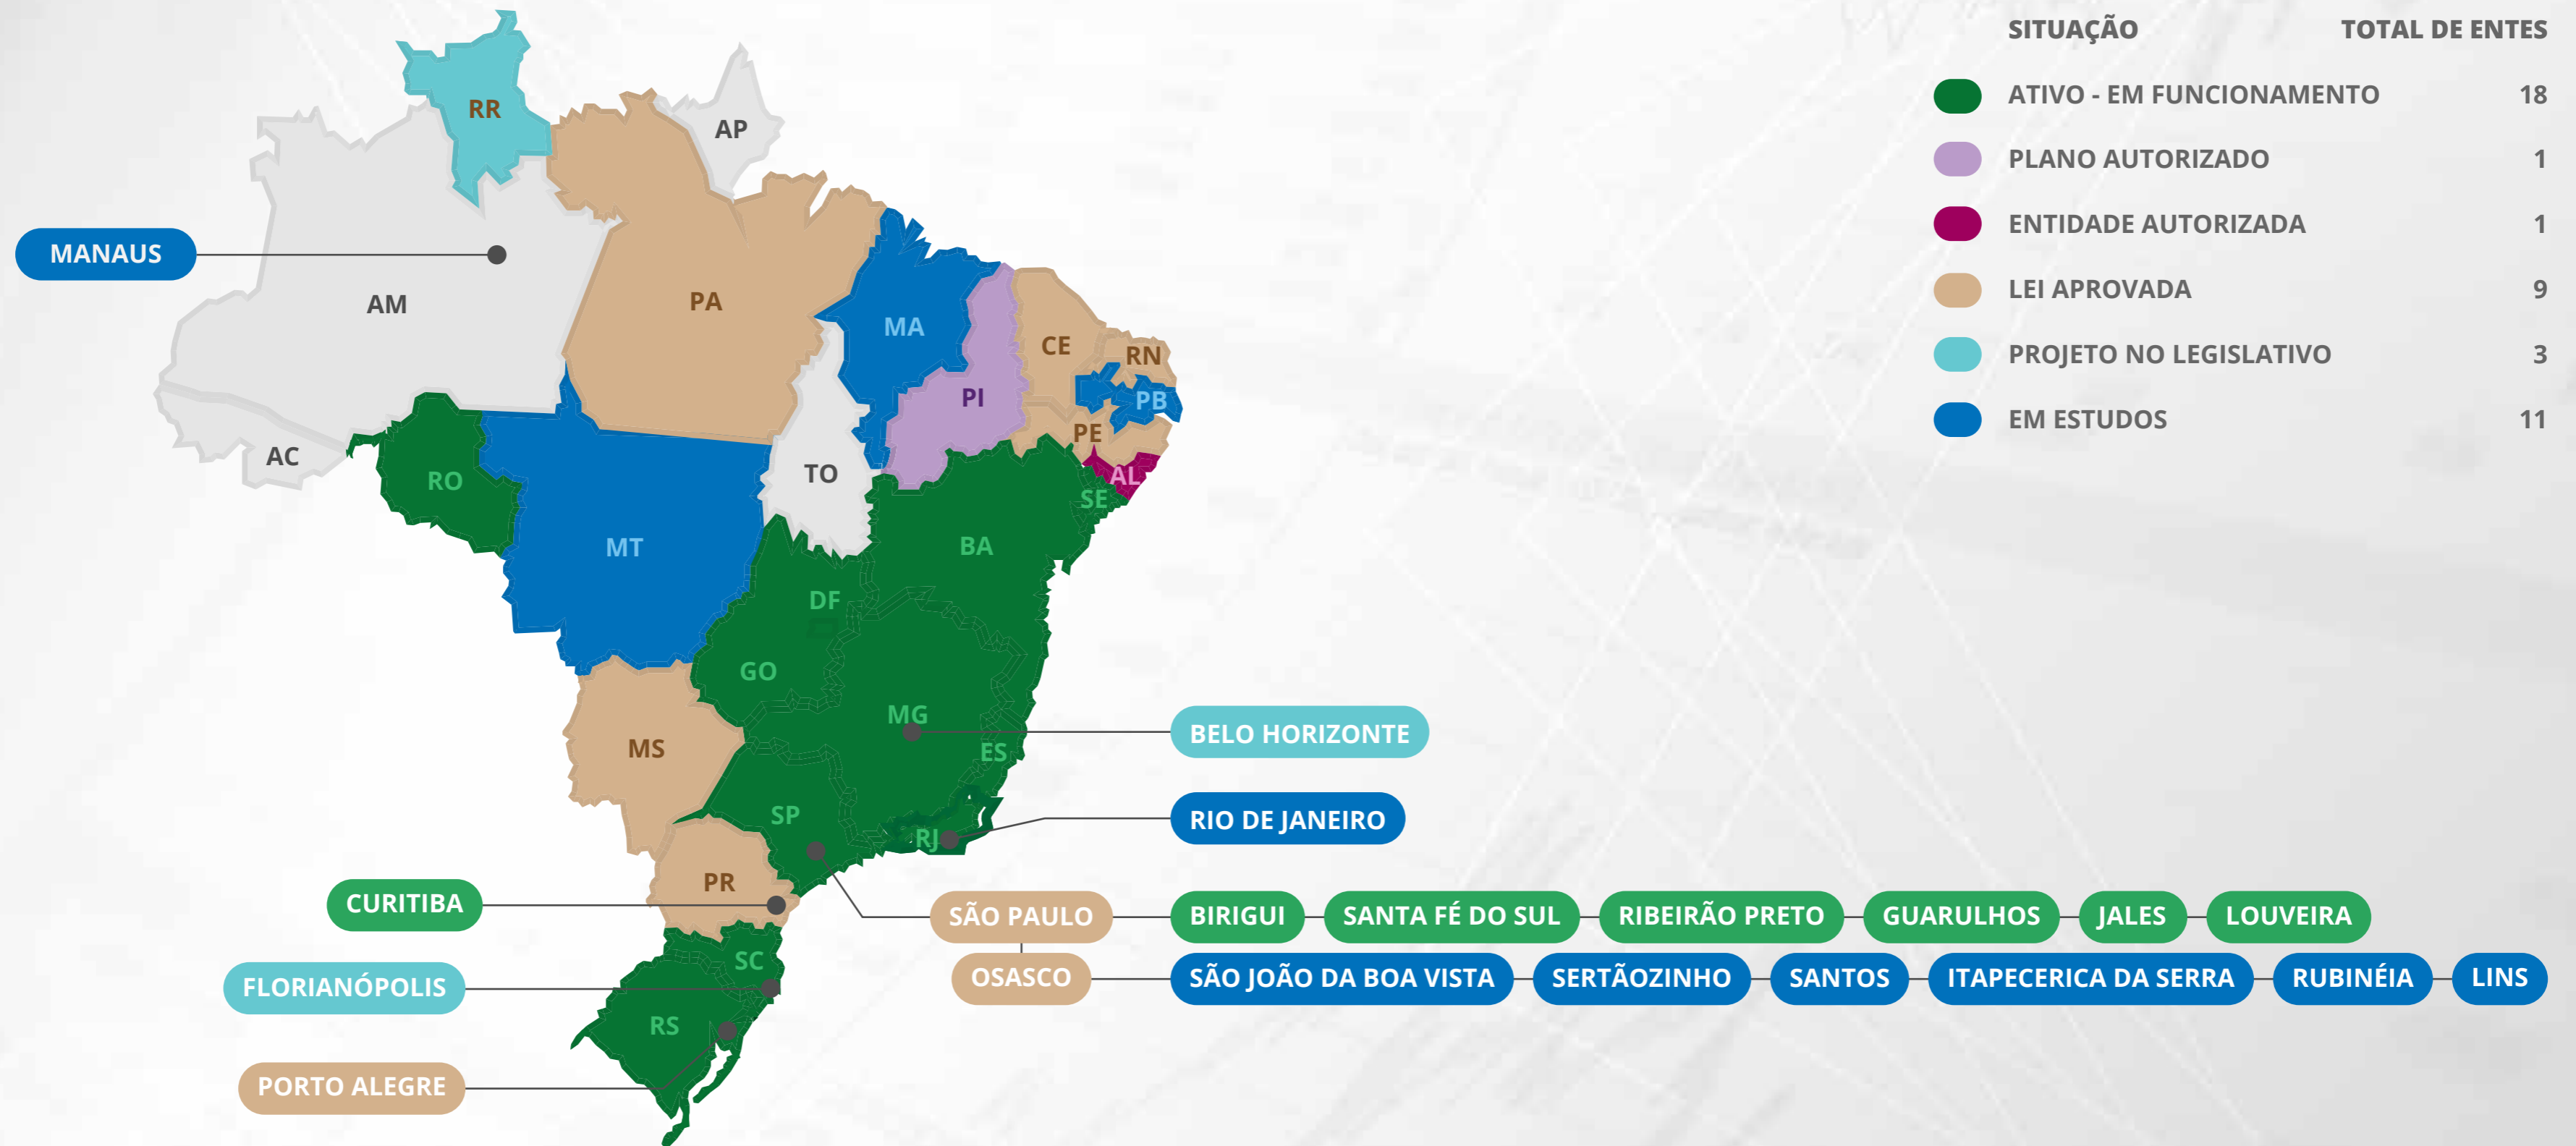 SITUAÇÃO TOTAL DE ENTES
ATIVO - EM FUNCIONAMENTO 18
PLANO AUTORIZADO 1
ENTIDADE AUTORIZADA 1
LEI APROVADA 9
PROJETO NO LEGISLATIVO 3
EM ESTUDOS 11
RR
AP
MANAUS
AM
PA
MA
CE
RN
PI
PB
PE
AC
RO
TO
AL
SE
MT
BA
DF
GO
MG
BELO HORIZONTE
MS
ES
SP
RIO DE JANEIRO
RJ
PR
CURITIBA
SÃO PAULO BIRIGUI SANTA FÉ DO SUL RIBEIRÃO PRETO GUARULHOS JALES LOUVEIRA
SC
OSASCO SÃO JOÃO DA BOA VISTA SERTÃOZINHO SANTOS ITAPECERICA DA SERRA RUBINÉIA LINS
FLORIANÓPOLIS
RS
PORTO ALEGRE